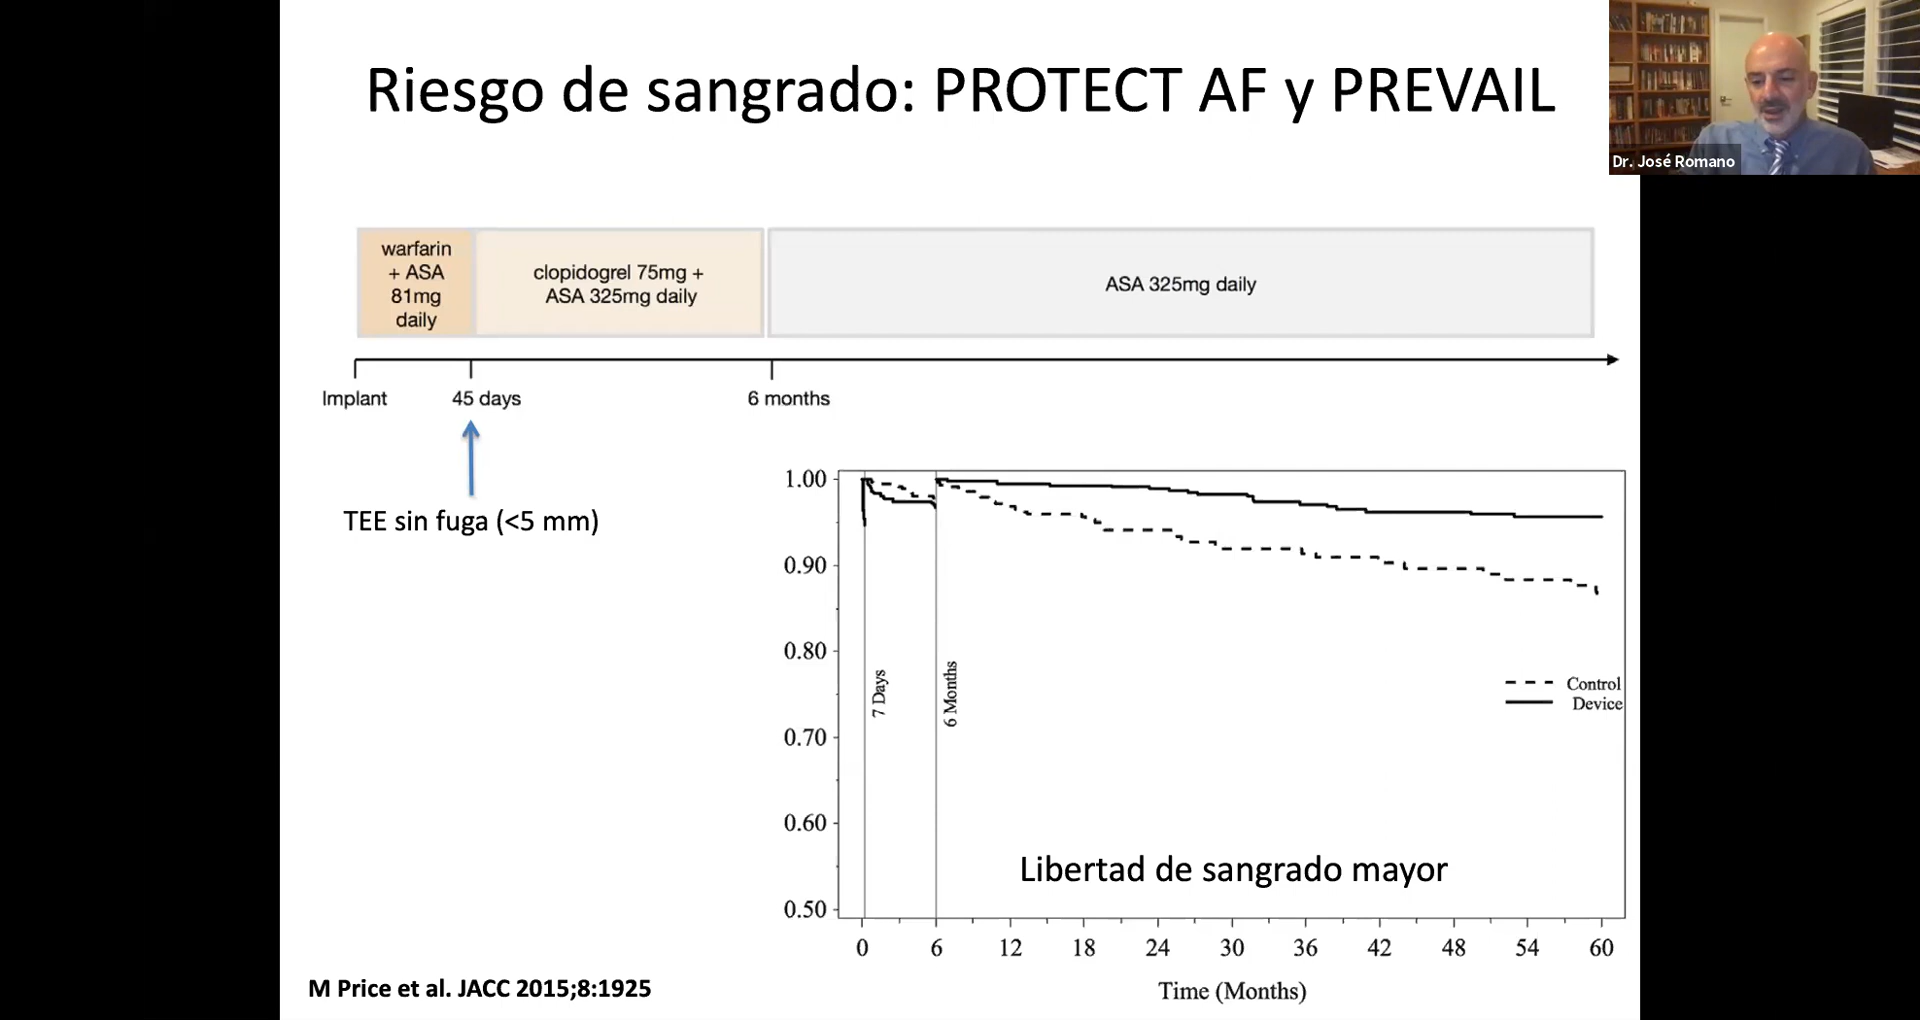 Riesgo de sangrado: PROTECT AF y PREVAIL
Dr. José Romano
warfarin
+ ASA
81mg
daily
clopidogrel 75mg +
ASA 325mg daily
ASA 325mg daily
Implant
45 days
6 months
TEE sin fuga (<5 mm)
1.00
0.90
0.80
0.70
0.60
0.50
7 Days
6 Months
Control
Device
Libertad de sangrado mayor
0 6 12 18 24 30 36 42 48 54 60
Time (Months)
M Price et al. JACC 2015;8:1925